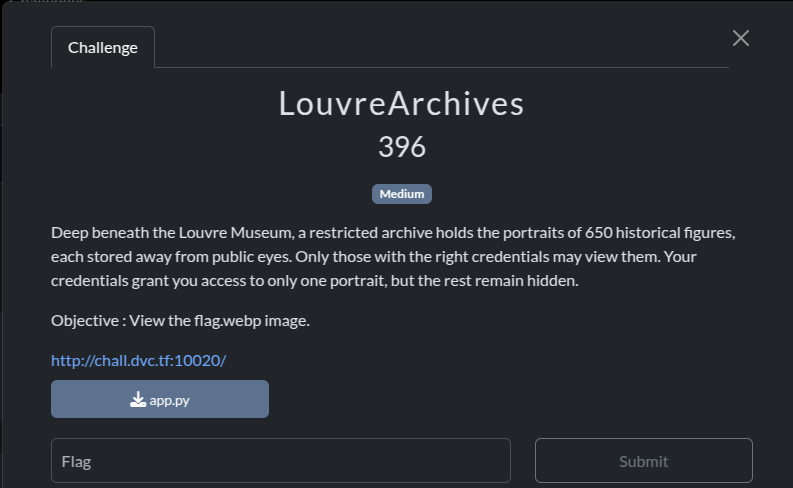 Challenge
LouvreArchives
396
Medium
Deep beneath the Louvre Museum, a restricted archive holds the portraits of 650 historical figures,
each stored away from public eyes. Only those with the right credentials may view them. Your
credentials grant you access to only one portrait, but the rest remain hidden.
Objective : View the flag.webp image.
http://chall.dvc.tf:10020/
app.py
Flag
Submit